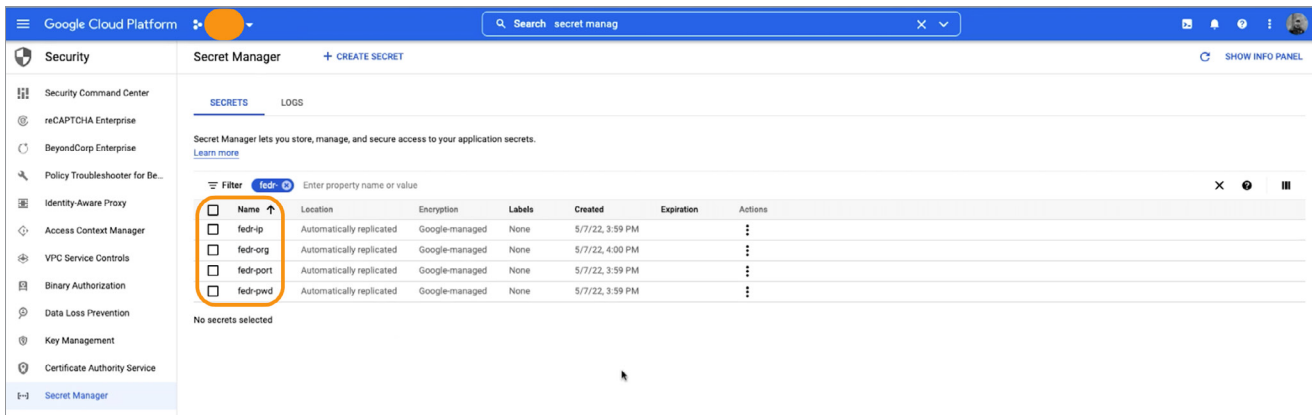 Google Cloud Platform Search secret manag
Security Secret Manager + CREATE SECRET SHOW INFO PANEL
Security Command Center
reCAPTCHA Enterprise
BeyondCorp Enterprise
Policy Troubleshooter for Be...
Identity-Aware Proxy
Access Context Manager
VPC Service Controls
Binary Authorization
Data Loss Prevention
Key Management
Certificate Authority Service
Secret Manager
SECRETS LOGS
Secret Manager lets you store, manage, and secure access to your application secrets.
Learn more
Filter fedr- Enter property name or value
Name Location Encryption Labels Created Expiration Actions
fedr-ip Automatically replicated Google-managed None 5/7/22, 3:59 PM
fedr-org Automatically replicated Google-managed None 5/7/22, 4:00 PM
fedr-port Automatically replicated Google-managed None 5/7/22, 3:59 PM
fedr-pwd Automatically replicated Google-managed None 5/7/22, 3:59 PM
No secrets selected